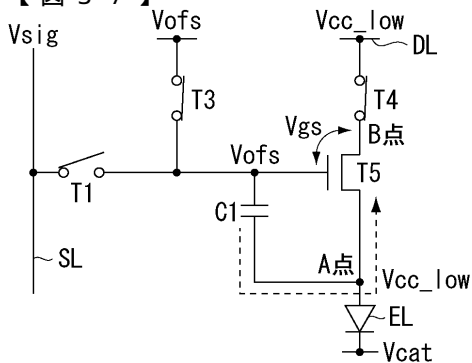 【図37】
Vsig
Vofs
Vcc_low
DL
T3
T4
Vgs
B点
Vofs
T5
T1
C1
A点
SL
Vcc_low
EL
Vcat